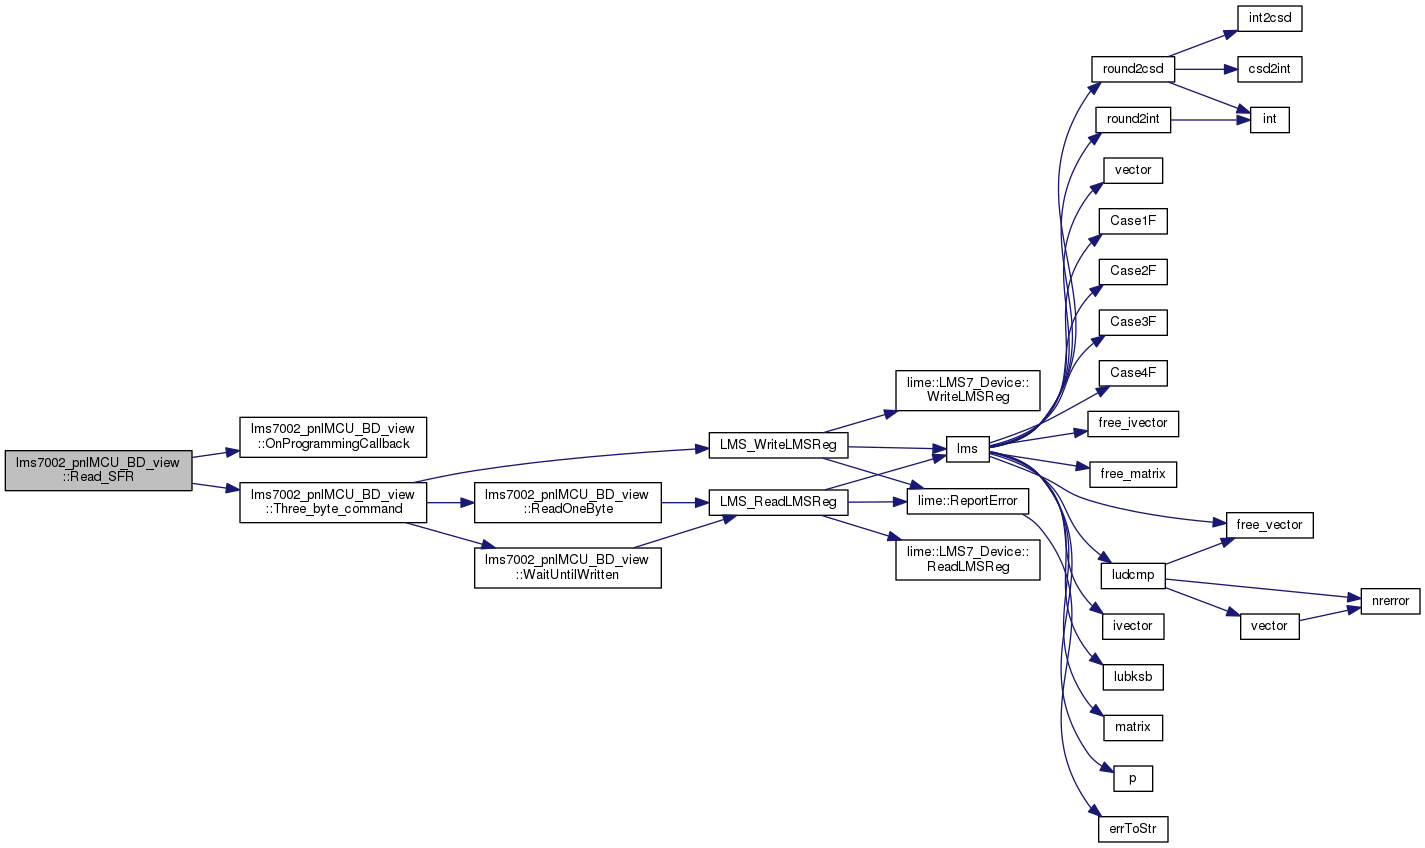 lms7002_pnlMCU_BD_view
::Read_SFR
lms7002_pnlMCU_BD_view
::OnProgrammingCallback
lms7002_pnlMCU_BD_view
::Three_byte_command
lms7002_pnlMCU_BD_view
::ReadOneByte
lms7002_pnlMCU_BD_view
::WaitUntilWritten
LMS_WriteLMSReg
LMS_ReadLMSReg
lime::LMS7_Device::
WriteLMSReg
lms
lime::ReportError
lime::LMS7_Device::
ReadLMSReg
round2csd
round2int
vector
Case1F
Case2F
Case3F
Case4F
free_ivector
free_matrix
ludcmp
ivector
lubksb
matrix
p
errToStr
int2csd
csd2int
int
free_vector
vector
nrerror